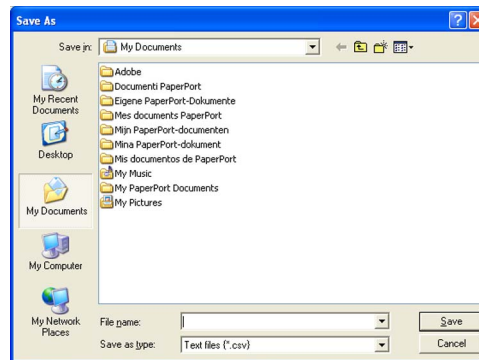 Save As
Save in:
My Documents
Adobe
Documenti PaperPort
Eigene PaperPort-Dokumente
Mes documents PaperPort
Mijn PaperPort-documenten
Mina PaperPort-dokument
Mis documentos de PaperPort
My Music
My PaperPort Documents
My Pictures
My Recent
Documents
Desktop
My Documents
My Computer
My Network
Places
File name:
Save
Save as type:
Text files (*.csv)
Cancel